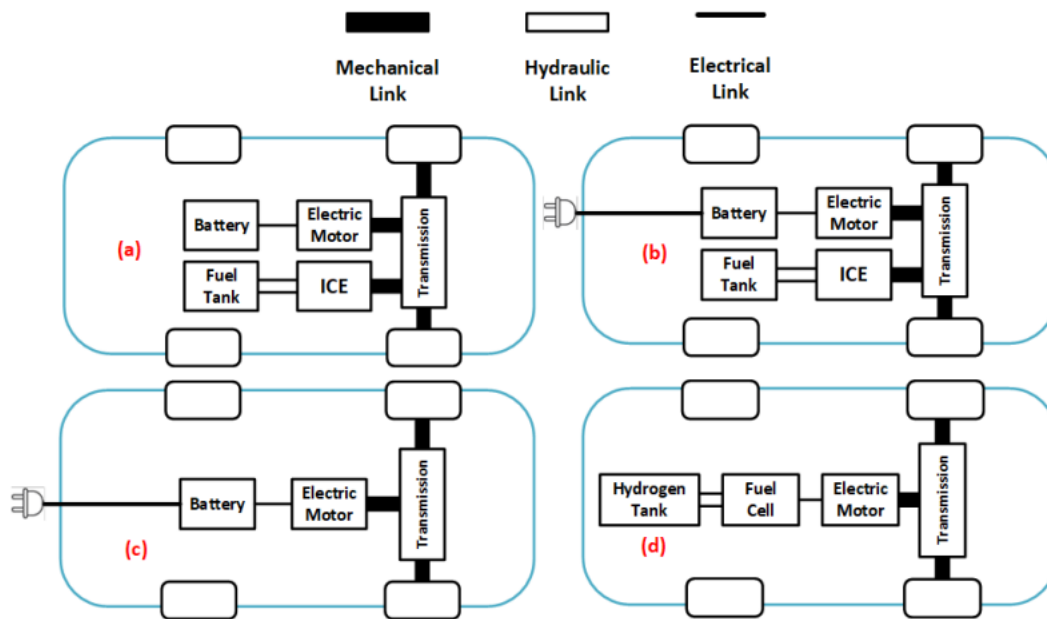 Mechanical
Link
Hydraulic
Link
Electrical
Link
(a)
Battery
Electric
Motor
Fuel
Tank
ICE
Transmission
(b)
Battery
Electric
Motor
Fuel
Tank
ICE
Transmission
(c)
Battery
Electric
Motor
Transmission
(d)
Hydrogen
Tank
Fuel
Cell
Electric
Motor
Transmission